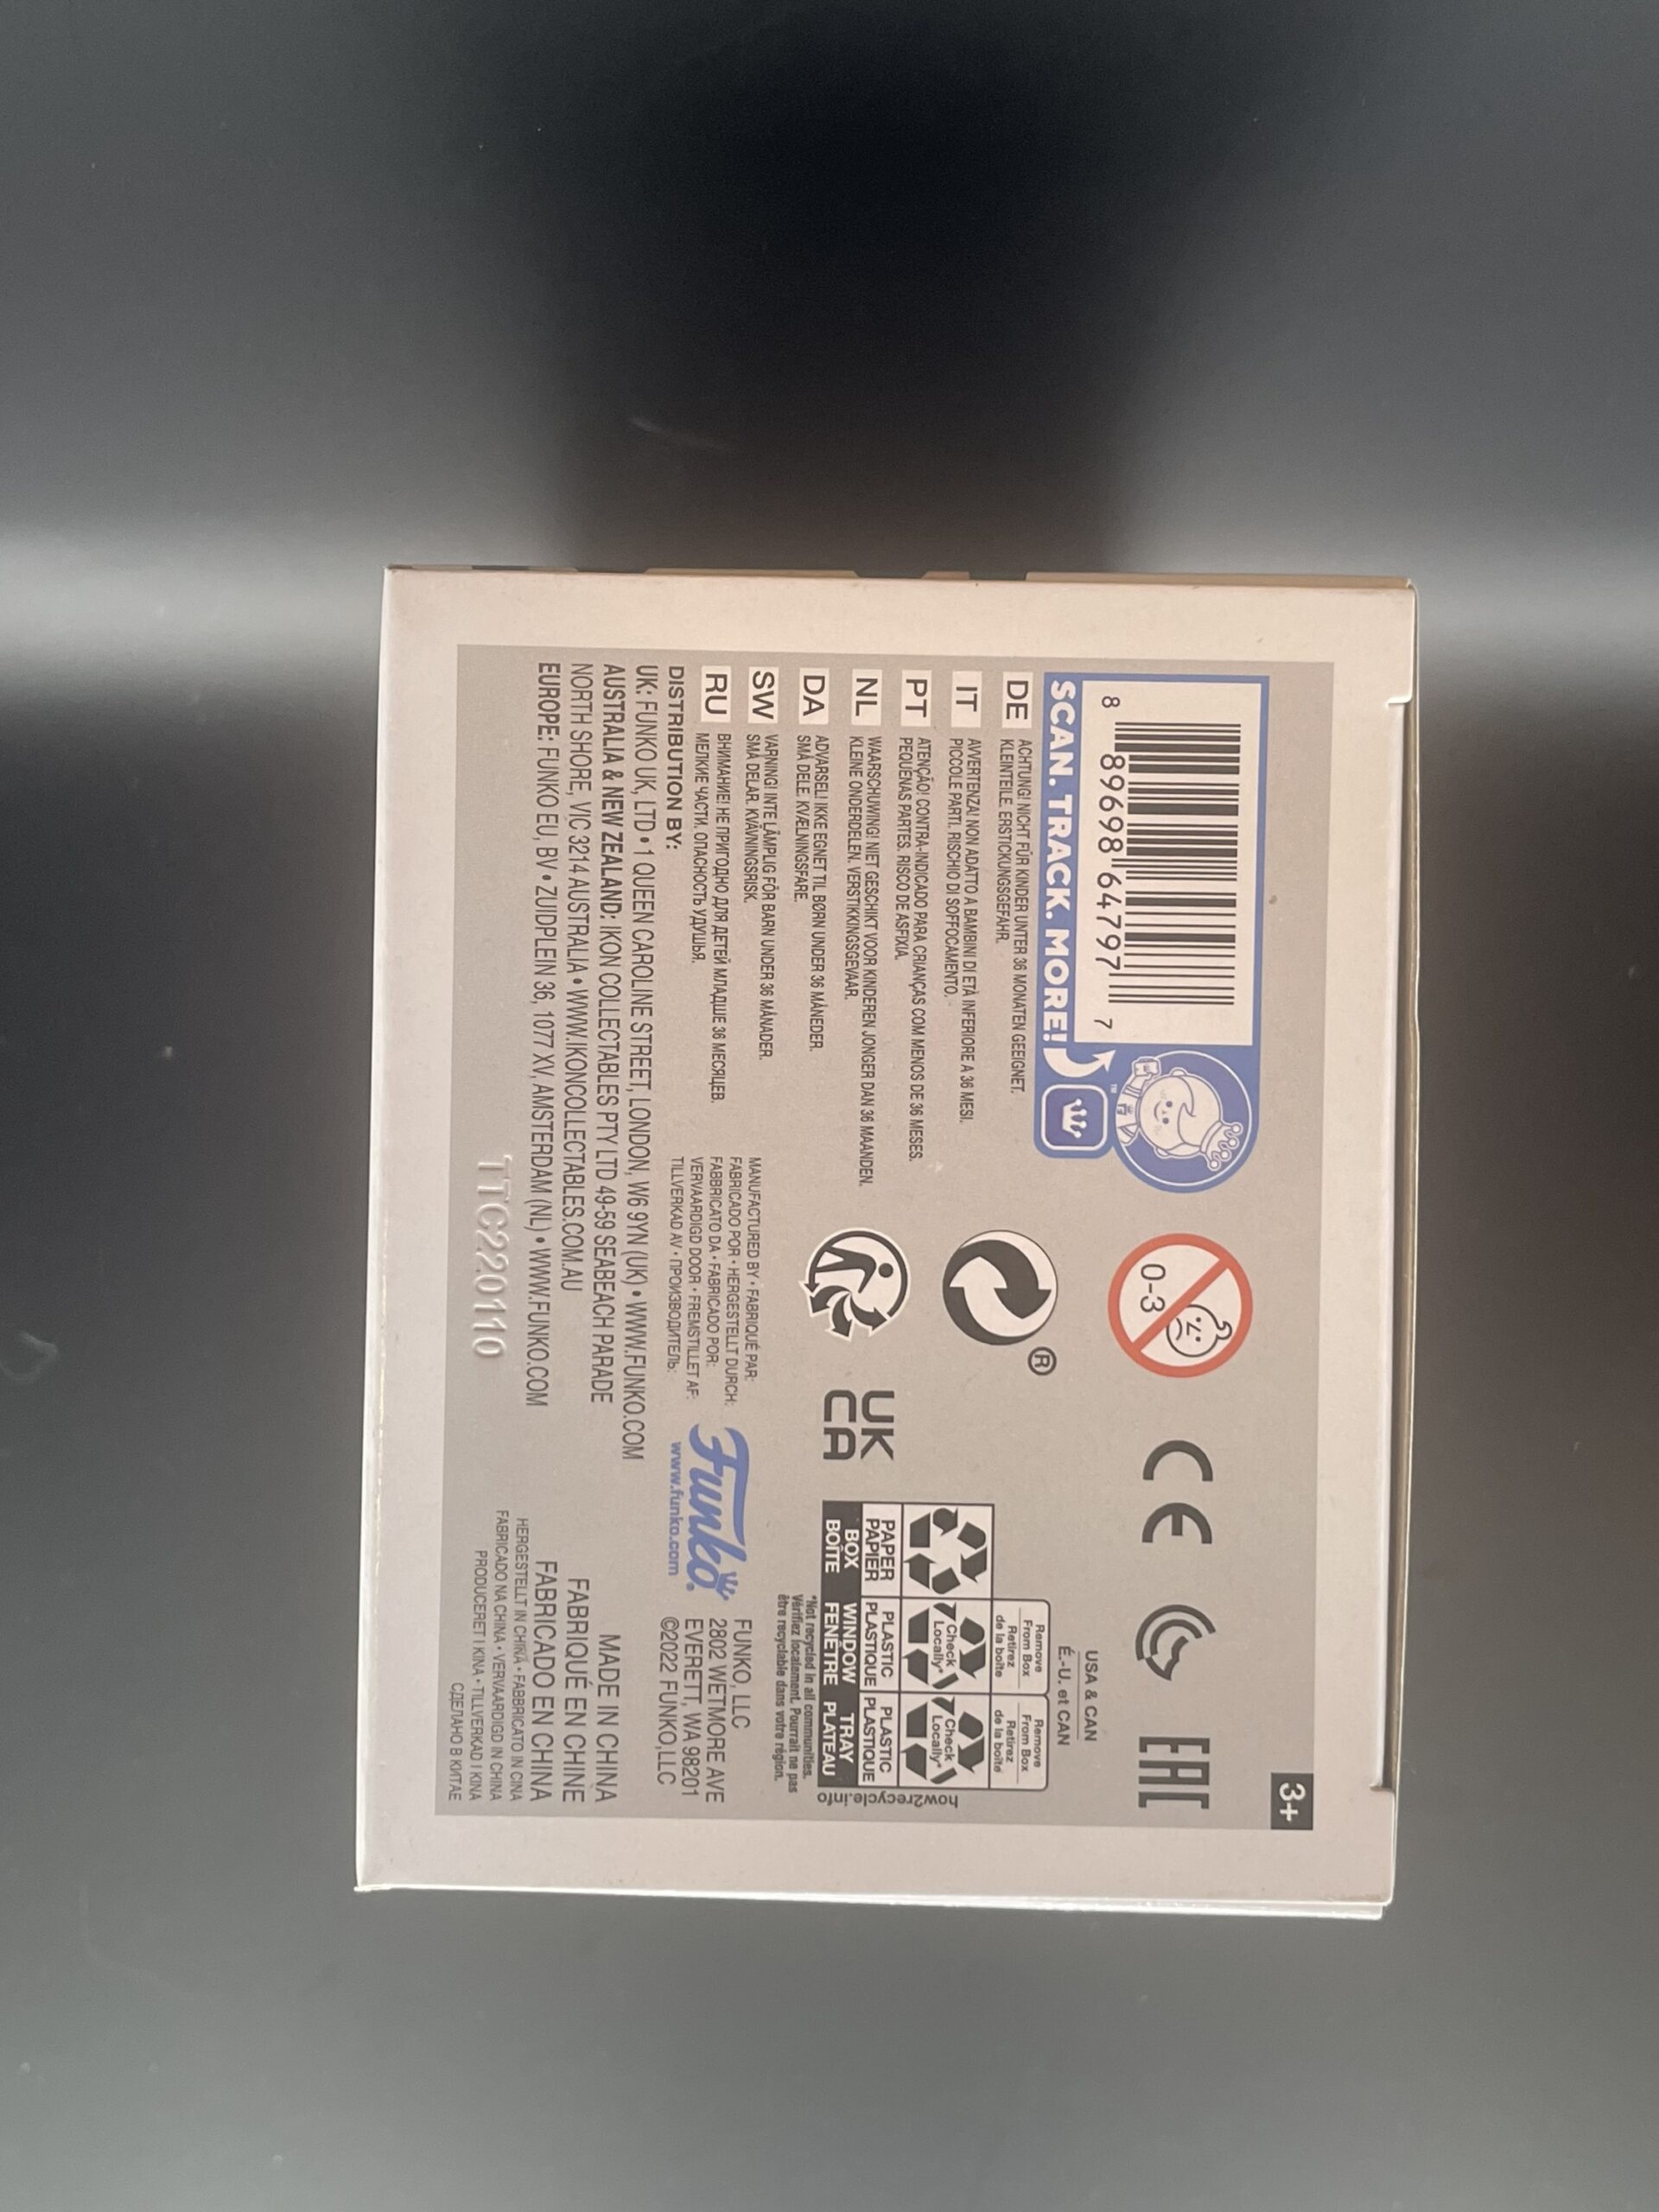 3+
8 89698 64797 7
SCAN. TRACK. MORE!
TM
0-3
CE
EAC
DE ACHTUNG! NICHT FÜR KINDER UNTER 36 MONATEN GEEIGNET.
KLEINTEILE. ERSTICKUNGSGEFAHR.
IT AVVERTENZA! NON ADATTO A BAMBINI DI ETÀ INFERIORE A 36 MESI.
PICCOLE PARTI. RISCHIO DI SOFFOCAMENTO.
PT ATENÇÃO! CONTRA-INDICADO PARA CRIANÇAS COM MENOS DE 36 MESES.
PEQUENAS PARTES. RISCO DE ASFIXIA.
NL WAARSCHUWING! NIET GESCHIKT VOOR KINDEREN JONGER DAN 36 MAANDEN.
KLEINE ONDERDELEN. VERSTIKKINGSGEVAAR.
DA ADVARSEL! IKKE EGNET TIL BØRN UNDER 36 MÅNEDER.
SMÅ DELE. KVÆLNINGSFARE.
SW VARNING! INTE LÄMPLIG FÖR BARN UNDER 36 MÅNADER.
SMÅ DELAR. KVÄVNINGSRISK.
RU ВНИМАНИЕ! НЕ ПРИГОДНО ДЛЯ ДЕТЕЙ МЛАДШЕ 36 МЕСЯЦЕВ.
МЕЛКИЕ ЧАСТИ. ОПАСНОСТЬ УДУШЬЯ.
®
UK
CA
USA & CAN
É.-U. et CAN
Remove From Box
Retirez de la boîte
Remove From Box
Retirez de la boîte
Check Locally*
Check Locally*
PAPER PAPIER
PLASTIC PLASTIQUE
PLASTIC PLASTIQUE
BOX BOÎTE
WINDOW FENÊTRE
TRAY PLATEAU
how2recycle.info
*Not recycled in all communities.
Vérifiez localement. Pourrait ne pas
être recyclable dans votre région.
MANUFACTURED BY • FABRIQUÉ PAR:
FABRICADO POR • HERGESTELLT DURCH:
FABBRICATO DA • FABRICADO POR:
VERVAARDIGD DOOR • FREMSTILLET AF:
TILLVERKAD AV • ПРОИЗВОДИТЕЛЬ:
Funko®
www.funko.com
FUNKO, LLC
2802 WETMORE AVE
EVERETT, WA 98201
©2022 FUNKO,LLC
DISTRIBUTION BY:
UK: FUNKO UK, LTD • 1 QUEEN CAROLINE STREET, LONDON, W6 9YN (UK) • WWW.FUNKO.COM
AUSTRALIA & NEW ZEALAND: IKON COLLECTABLES PTY LTD 49-59 SEABEACH PARADE
NORTH SHORE, VIC 3214 AUSTRALIA • WWW.IKONCOLLECTABLES.COM.AU
EUROPE: FUNKO EU, BV • ZUIDPLEIN 36, 1077 XV, AMSTERDAM (NL) • WWW.FUNKO.COM
MADE IN CHINA
FABRIQUÉ EN CHINE
FABRICADO EN CHINA
HERGESTELLT IN CHINA • FABBRICATO IN CINA
FABRICADO NA CHINA • VERVAARDIGD IN CHINA
PRODUCERET I KINA • TILLVERKAD I KINA
СДЕЛАНО В КИТАЕ
TTC220110